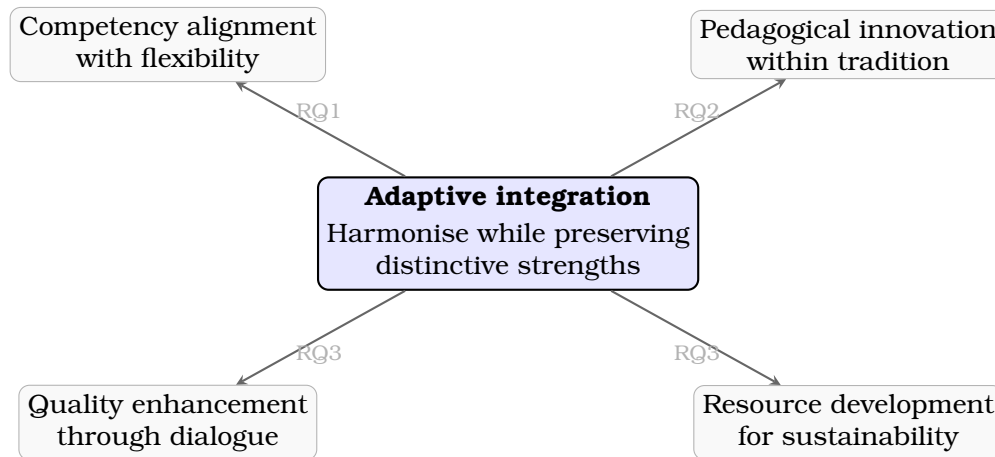 Competency alignment
with flexibility
Pedagogical innovation
within tradition
RQ1
RQ2
Adaptive integration
Harmonise while preserving
distinctive strengths
RQ3
RQ3
Quality enhancement
through dialogue
Resource development
for sustainability